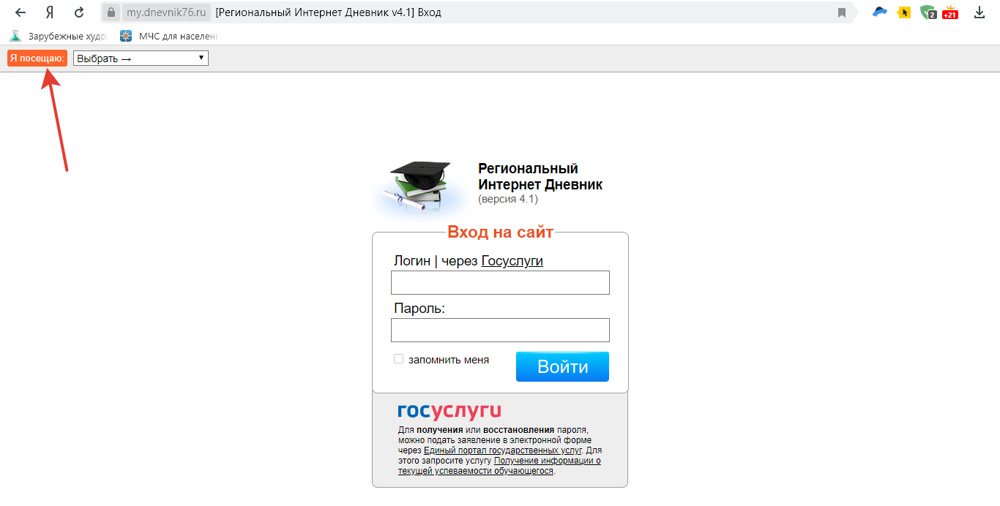 my.dnevnik76.ru [Региональный Интернет Дневник v4.1] Вход
2
+21
Зарубежные худо
МЧС для населени
Я посещаю: Выбрать →
Региональный
Интернет Дневник
(версия 4.1)
Вход на сайт
Логин | через Госуслуги
Пароль:
запомнить меня
Войти
госуслуги
Для получения или восстановления пароля,
можно подать заявление в электронной форме
через Единый портал государственных услуг. Для
этого запросите услугу Получение информации о
текущей успеваемости обучающегося.